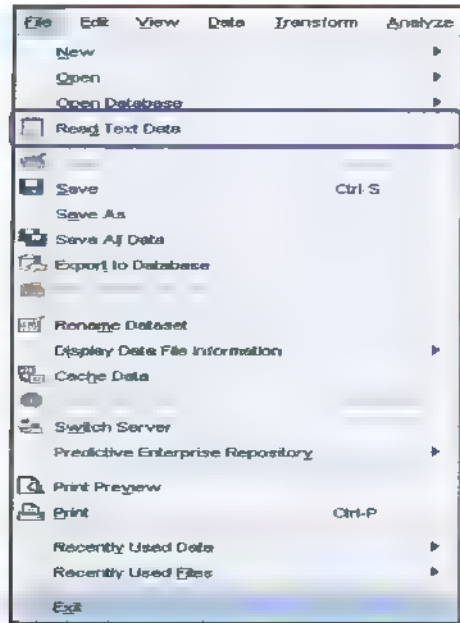 File Edit View Data Transform Analyze
New
Open
Open Database
Read Text Data
Save Ctrl-S
Save As
Save All Data
Export to Database
Rename Dataset
Display Data File Information
Cache Data
Switch Server
Predictive Enterprise Repository
Print Preview
Print Ctrl-P
Recently Used Data
Recently Used Files
Exit